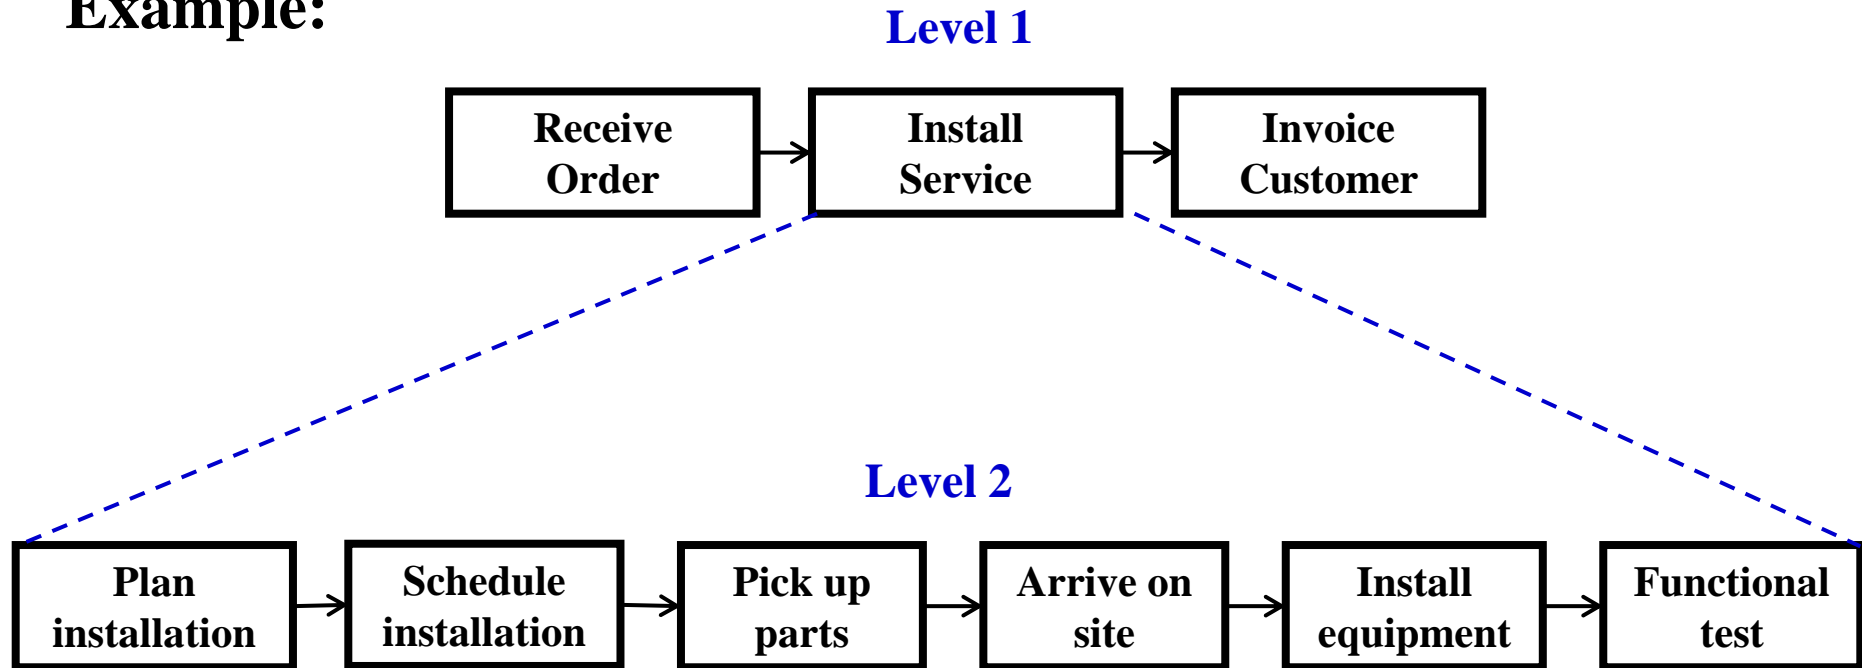 Example:
Level 1
Receive
Order
Install
Service
Invoice
Customer
Level 2
Plan
installation
Schedule
installation
Pick up
parts
Arrive on
site
Install
equipment
Functional
test